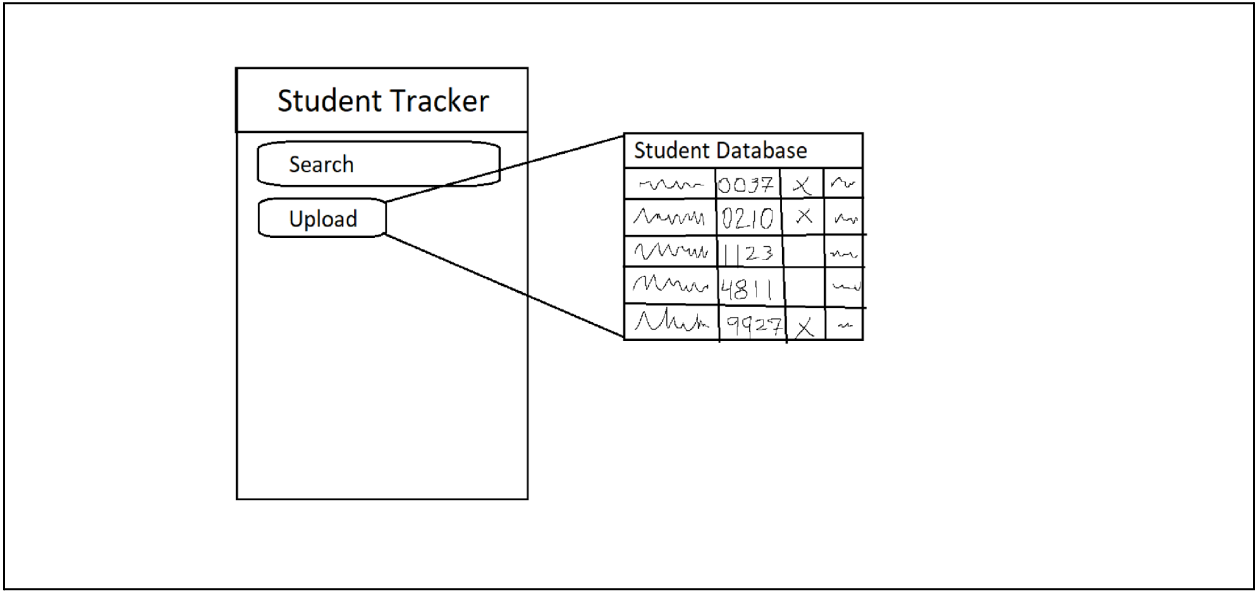 Student Tracker
Search
Upload
Student Database
0037 X
0210 X
1123
4811
9927 X